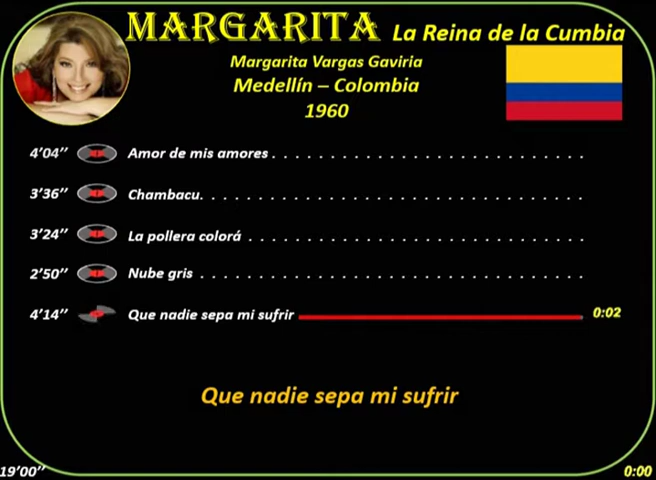 MARGARITA La Reina de la Cumbia
Margarita Vargas Gaviria
Medellín – Colombia
1960
4’04’’ Amor de mis amores . . . . . . . . . . . . . . . . . . . . . . . . . .
3’36’’ Chambacu. . . . . . . . . . . . . . . . . . . . . . . . . . . . . . .
3’24’’ La pollera colorá . . . . . . . . . . . . . . . . . . . . . . . . . . . .
2’50’’ Nube gris . . . . . . . . . . . . . . . . . . . . . . . . . . . . . . .
4’14’’ Que nadie sepa mi sufrir 0:02
Que nadie sepa mi sufrir
19’00’’ 0:00